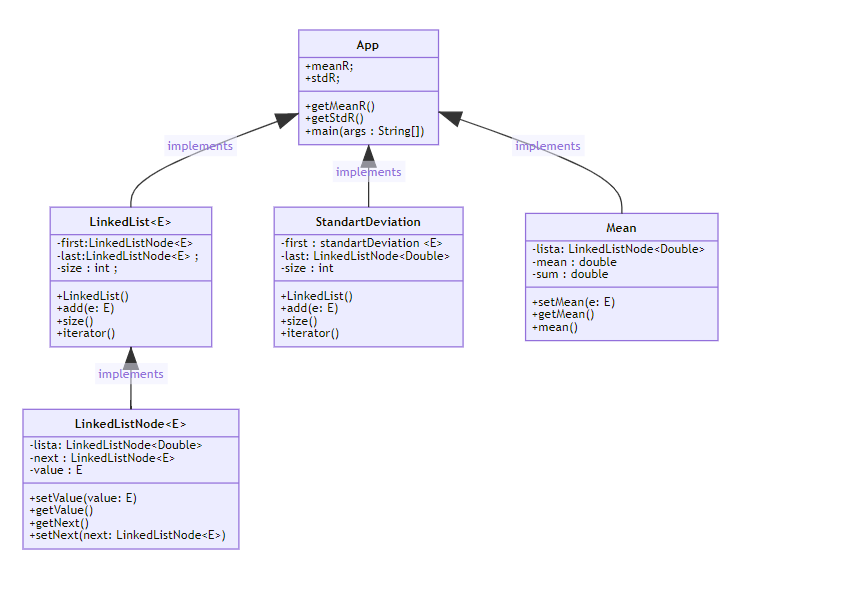 App
+meanR;
+stdR;
+getMeanR()
+getStdR()
+main(args : String[])
implements
implements
implements
LinkedList<E>
-first:LinkedListNode<E>
-last:LinkedListNode<E> ;
-size : int ;
+LinkedList()
+add(e: E)
+size()
+iterator()
StandartDeviation
-first : standartDeviation <E>
-last: LinkedListNode<Double>
-size : int
+LinkedList()
+add(e: E)
+size()
+iterator()
Mean
-lista: LinkedListNode<Double>
-mean : double
-sum : double
+setMean(e: E)
+getMean()
+mean()
implements
LinkedListNode<E>
-lista: LinkedListNode<Double>
-next : LinkedListNode<E>
-value : E
+setValue(value: E)
+getValue()
+getNext()
+setNext(next: LinkedListNode<E>)